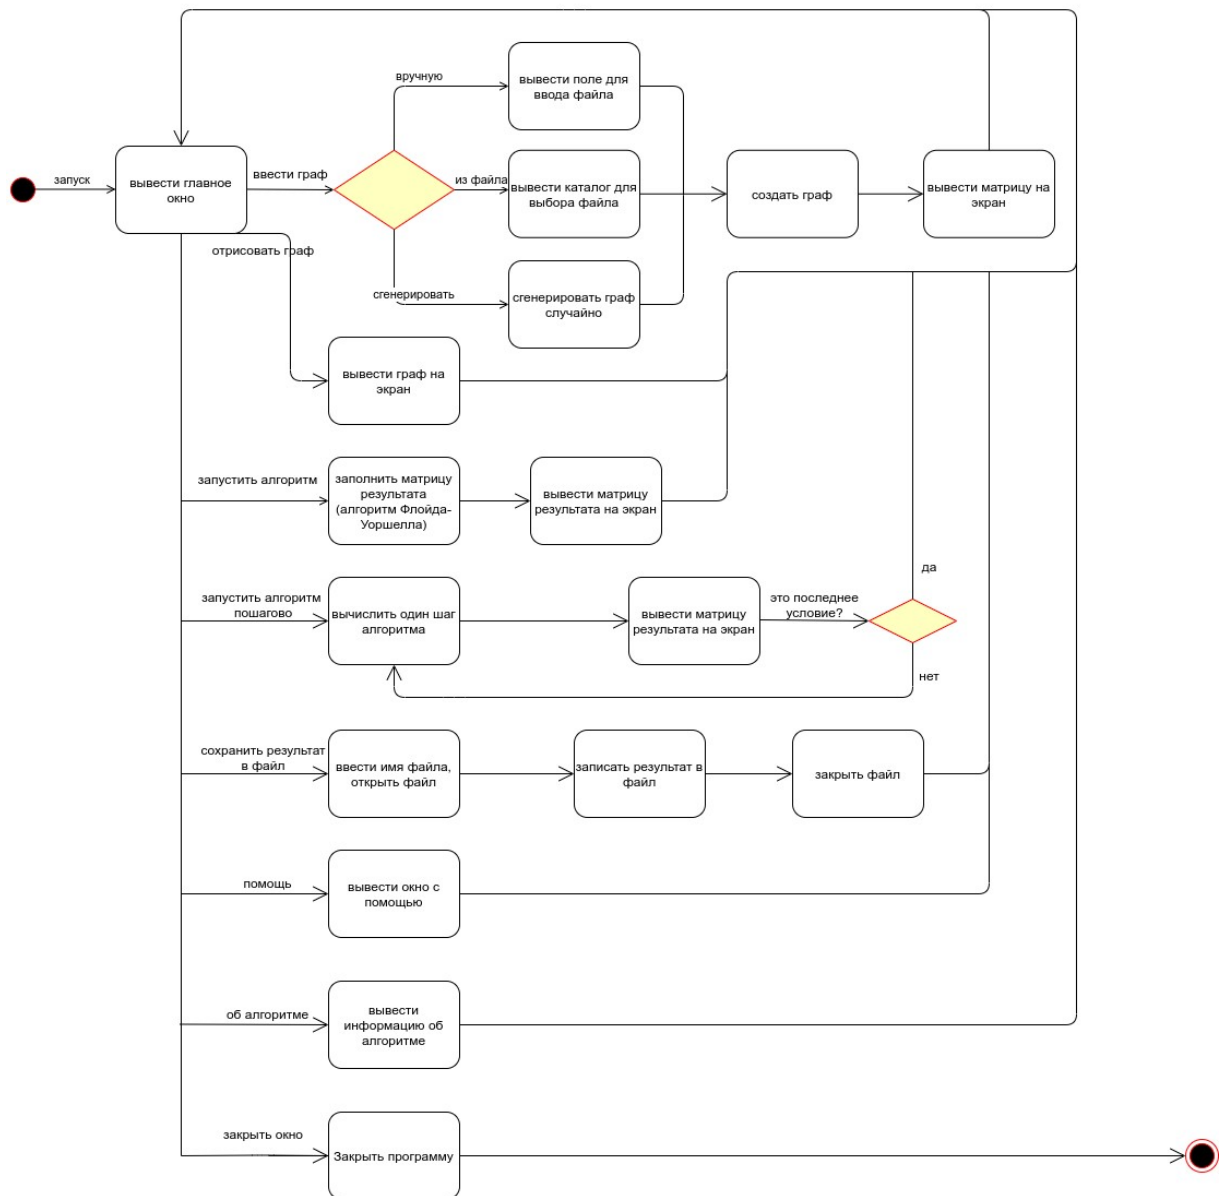 вручную
вывести поле для
ввода файла
запуск
вывести главное
окно
ввести граф
из файла
вывести каталог для
выбора файла
создать граф
вывести матрицу на
экран
отрисовать граф
сгенерировать
сгенерировать граф
случайно
вывести граф на
экран
запустить алгоритм
заполнить матрицу
результата
(алгоритм Флойда-
Уоршелла)
вывести матрицу
результата на экран
да
запустить алгоритм
пошагово
вычислить один шаг
алгоритма
вывести матрицу
результата на экран
это последнее
условие?
нет
сохранить результат
в файл
ввести имя файла,
открыть файл
записать результат в
файл
закрыть файл
помощь
вывести окно с
помощью
об алгоритме
вывести
информацию об
алгоритме
закрыть окно
Закрыть программу